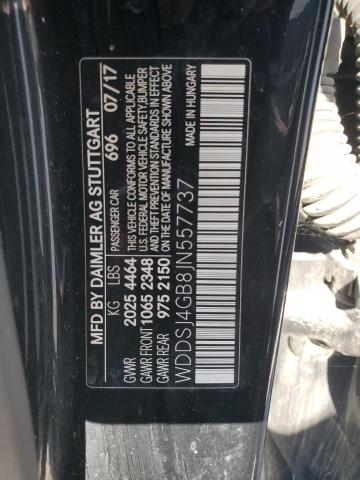 MFD BY DAIMLER AG STUTTGART
PASSENGER CAR 696 07/17
KG LBS
GVWR 2025 4464
GAWR FRONT 1065 2348
GAWR REAR 975 2150
THIS VEHICLE CONFORMS TO ALL APPLICABLE
U.S. FEDERAL MOTOR VEHICLE SAFETY, BUMPER
AND THEFT PREVENTION STANDARDS IN EFFECT
ON THE DATE OF MANUFACTURE SHOWN ABOVE
WDDSJ4GB8JN557737
MADE IN HUNGARY